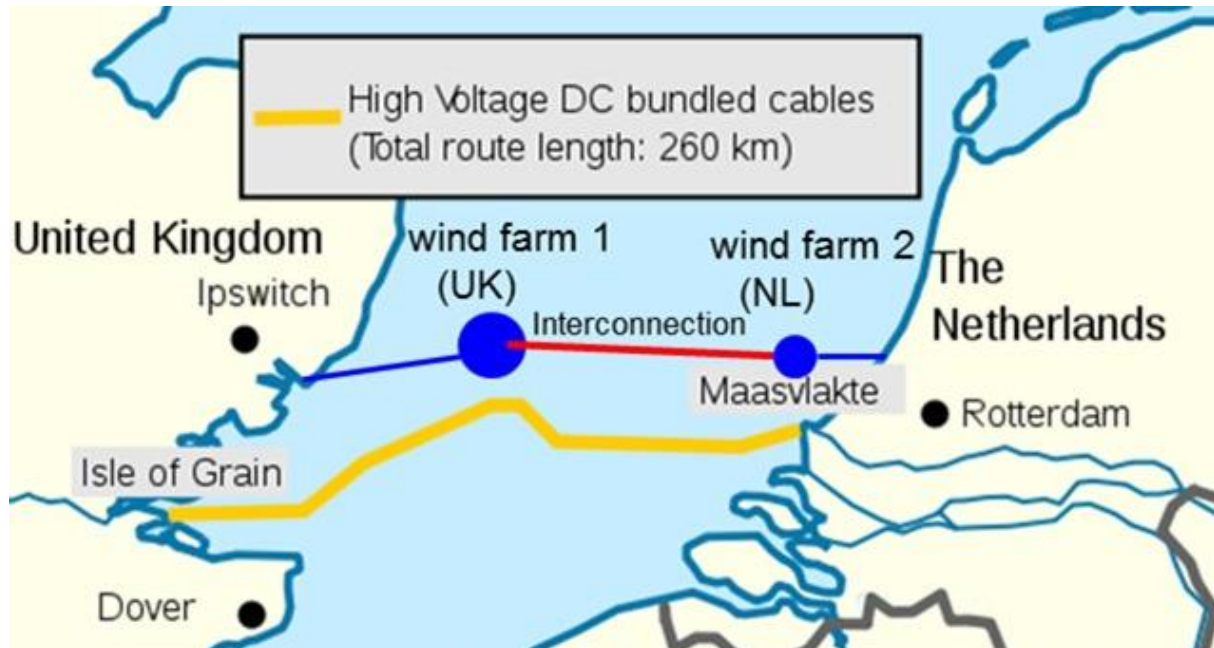 High Voltage DC bundled cables
(Total route length: 260 km)
United Kingdom
wind farm 1
(UK)
wind farm 2
(NL)
The
Netherlands
Ipswitch
Interconnection
Maasvlakte
Rotterdam
Isle of Grain
Dover